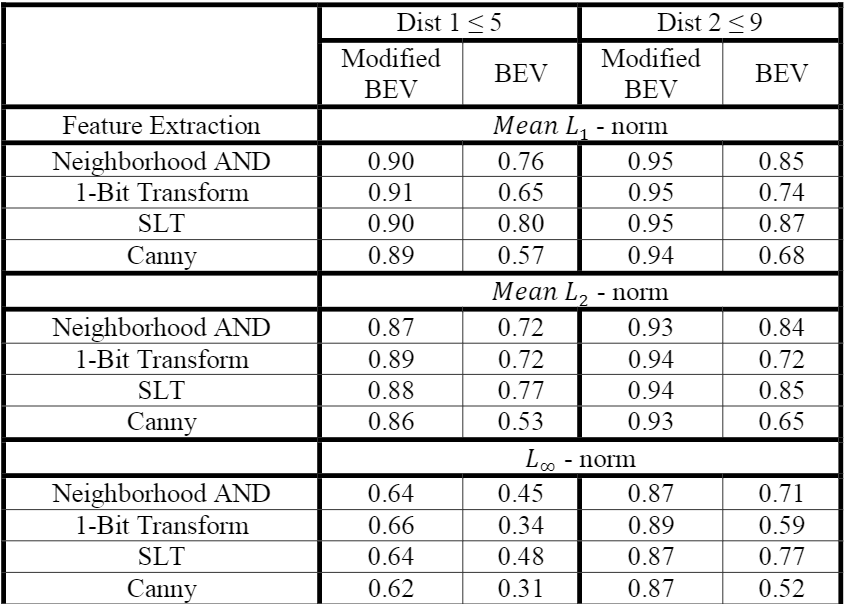 Dist 1 ≤ 5 Dist 2 ≤ 9
Modified BEV BEV Modified BEV BEV
Feature Extraction Mean L₁ - norm
Neighborhood AND 0.90 0.76 0.95 0.85
1-Bit Transform 0.91 0.65 0.95 0.74
SLT 0.90 0.80 0.95 0.87
Canny 0.89 0.57 0.94 0.68
Mean L₂ - norm
Neighborhood AND 0.87 0.72 0.93 0.84
1-Bit Transform 0.89 0.72 0.94 0.72
SLT 0.88 0.77 0.94 0.85
Canny 0.86 0.53 0.93 0.65
L∞ - norm
Neighborhood AND 0.64 0.45 0.87 0.71
1-Bit Transform 0.66 0.34 0.89 0.59
SLT 0.64 0.48 0.87 0.77
Canny 0.62 0.31 0.87 0.52